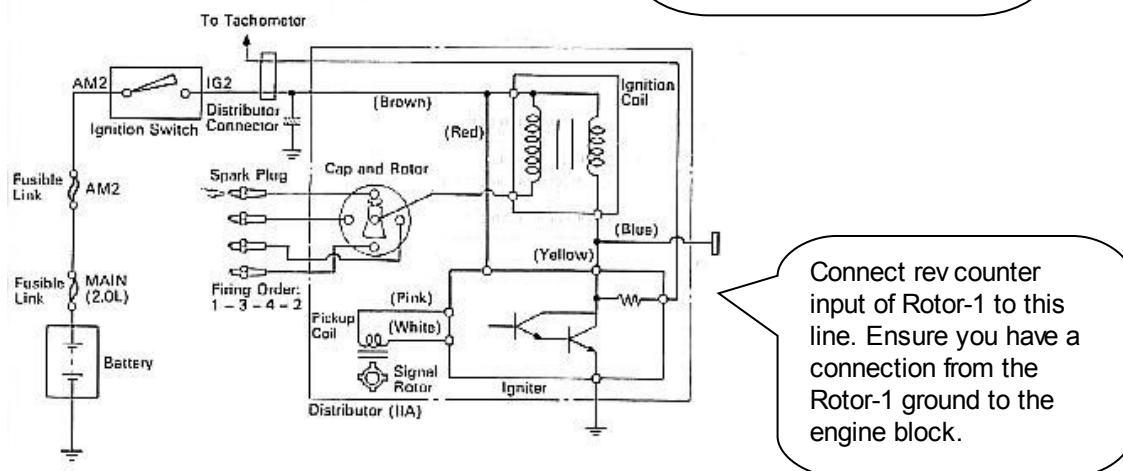 To Tachometer
AM2
IG2
Ignition Switch
Distributor
Connector
(Brown)
(Red)
Ignition
Coil
Fusible
Link
AM2
Spark Plug
Cap and Rotor
(Blue)
(Yellow)
Fusible
Link
MAIN
(2.0L)
Firing Order:
1 – 3 – 4 – 2
(Pink)
Pickup
Coil
(White)
Battery
Signal
Rotor
Igniter
Distributor (IIA)
Connect rev counter
input of Rotor-1 to this
line. Ensure you have a
connection from the
Rotor-1 ground to the
engine block.